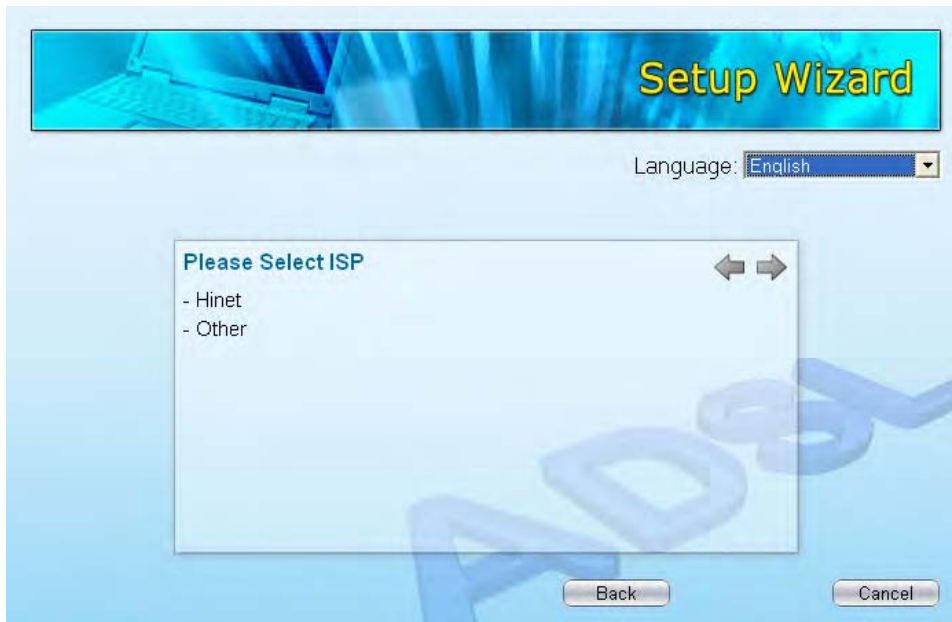 Setup Wizard
Language: English
Please Select ISP
- Hinet
- Other
ADSL
Back
Cancel